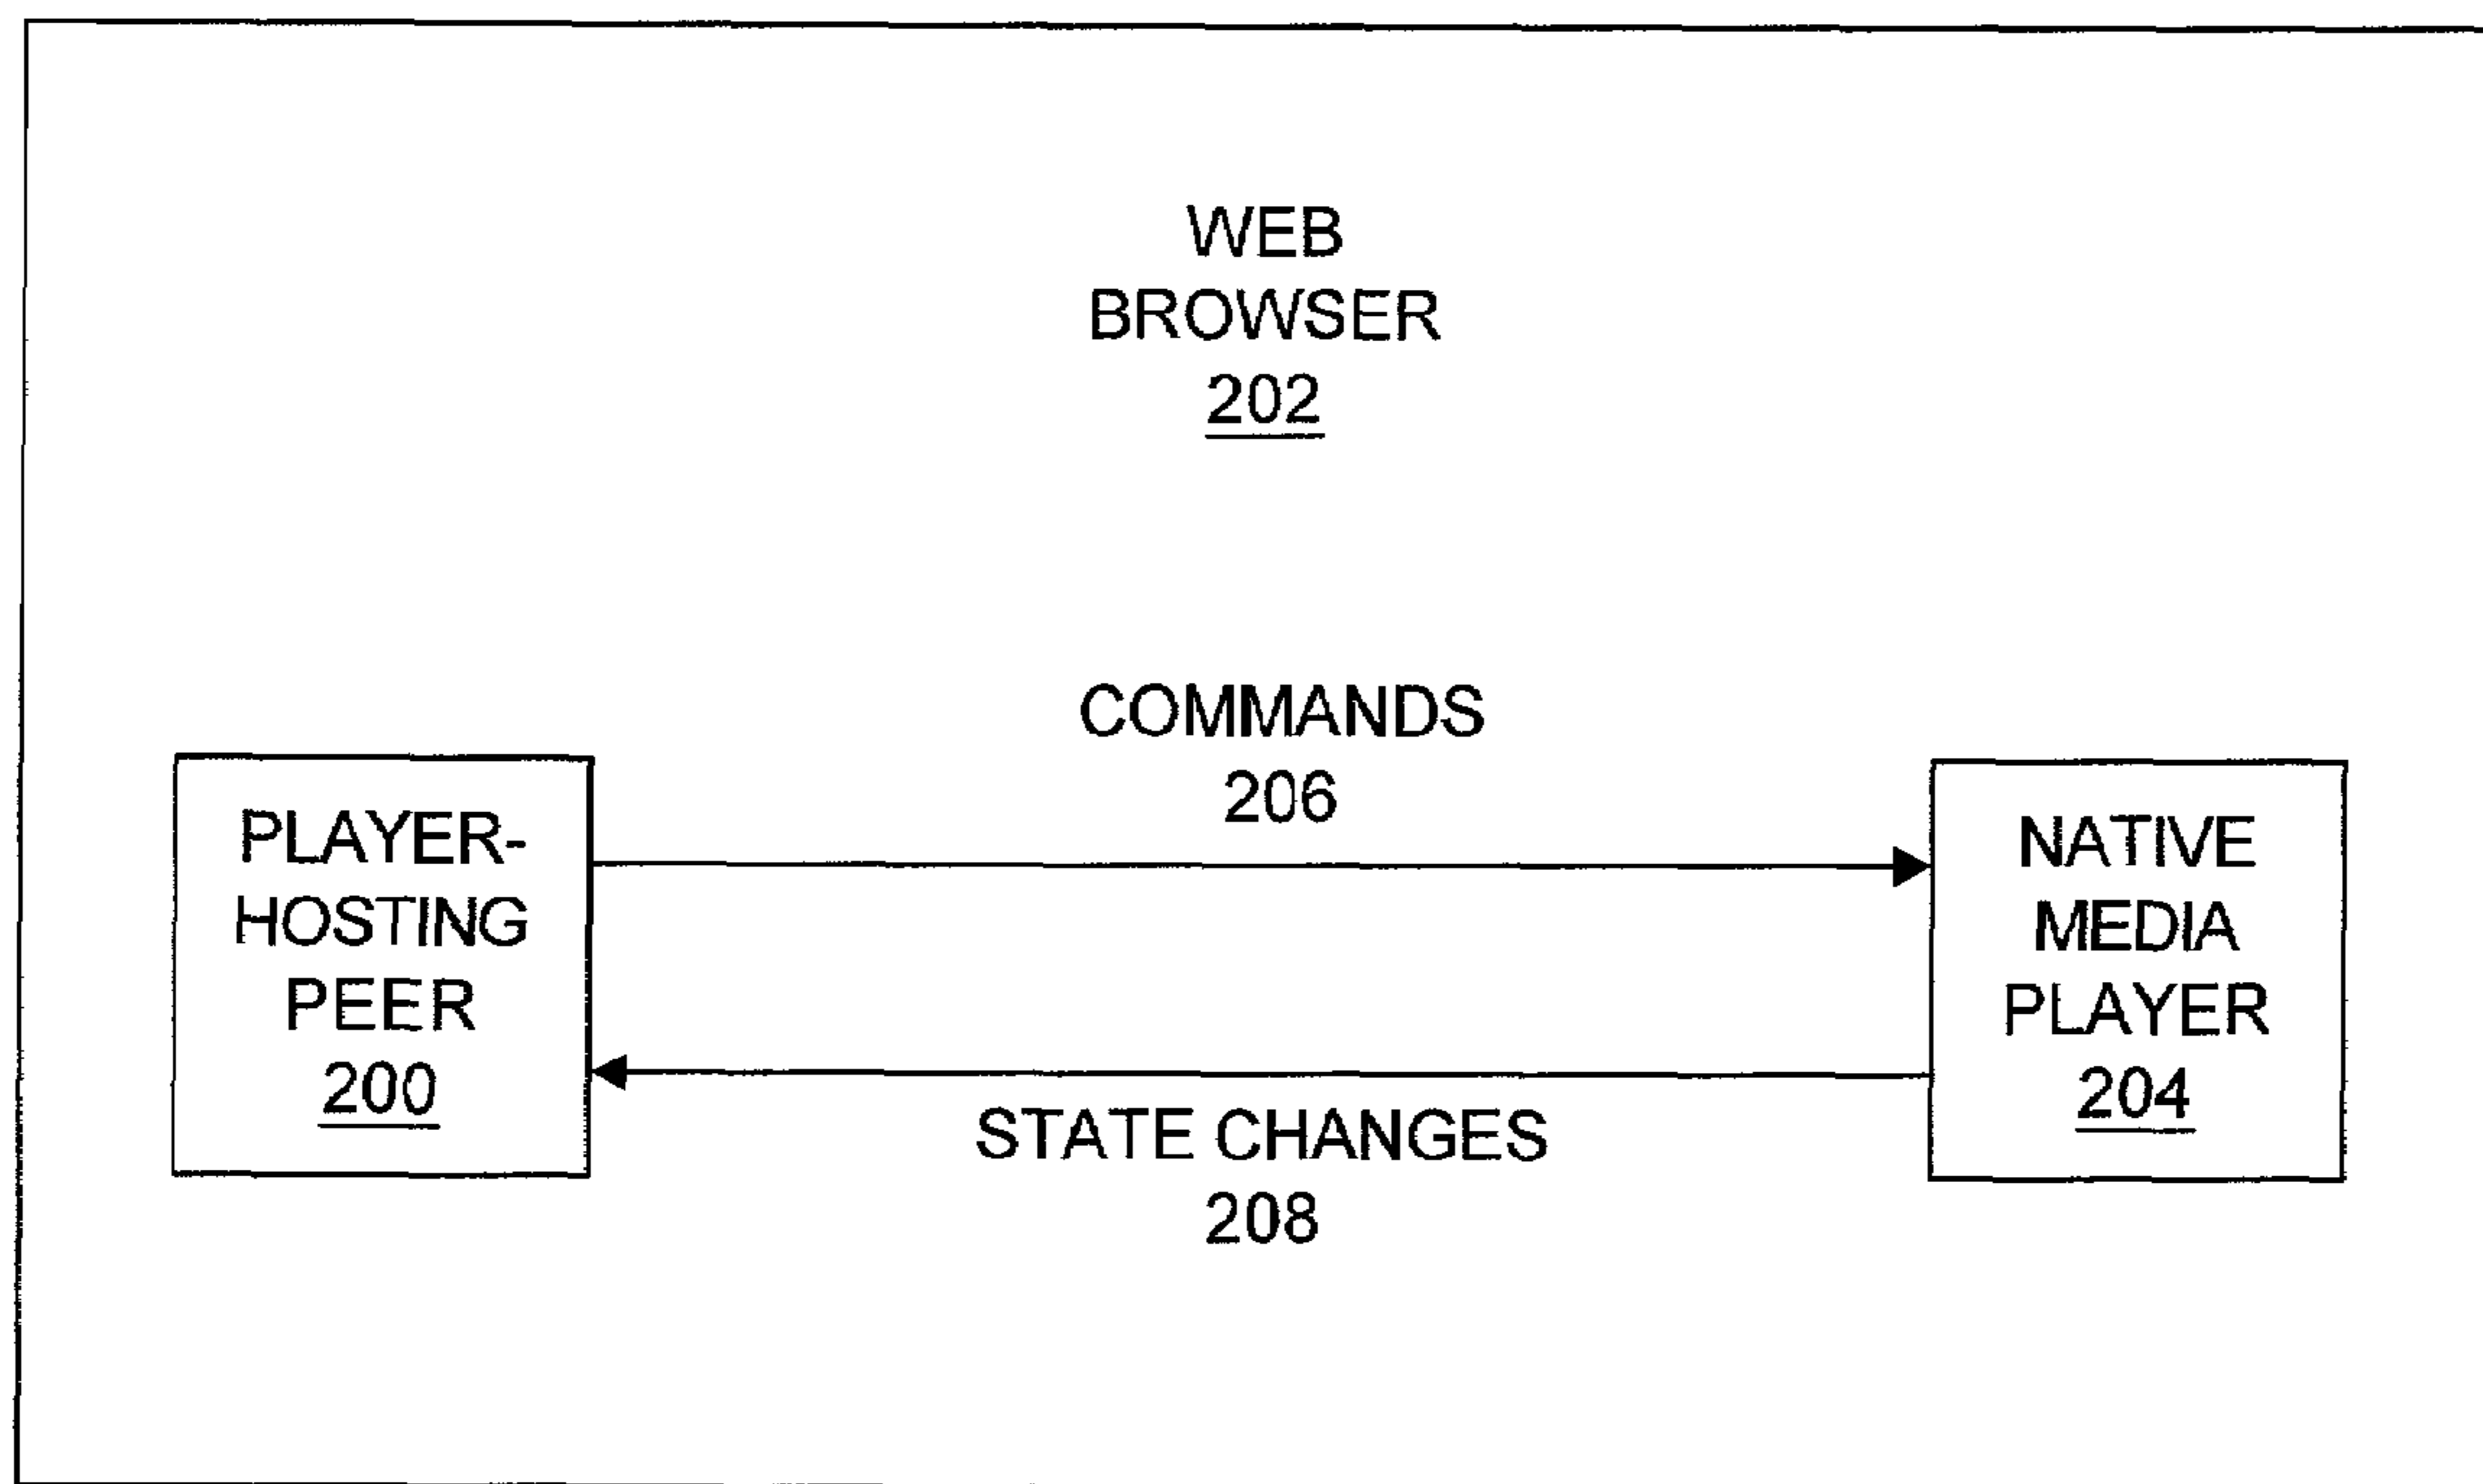 WEB
BROWSER
202
COMMANDS
206
PLAYER-
HOSTING
PEER
200
NATIVE
MEDIA
PLAYER
204
STATE CHANGES
208